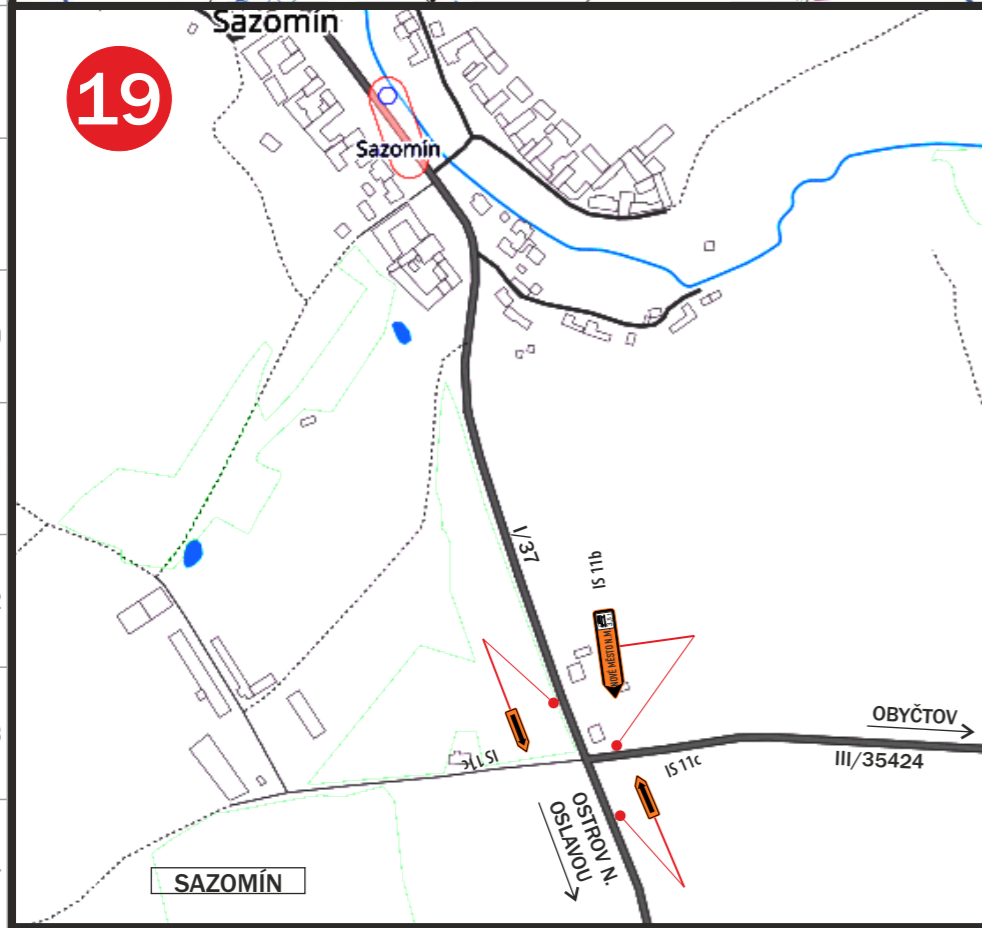 Sazomín
19
Sazomín
I/37
IS 11b
NOVÉ MĚSTO N.M
OBYČTOV
III/35424
IS 11c
IS 11c
OSTROV N.
OSLAVOU
SAZOMÍN